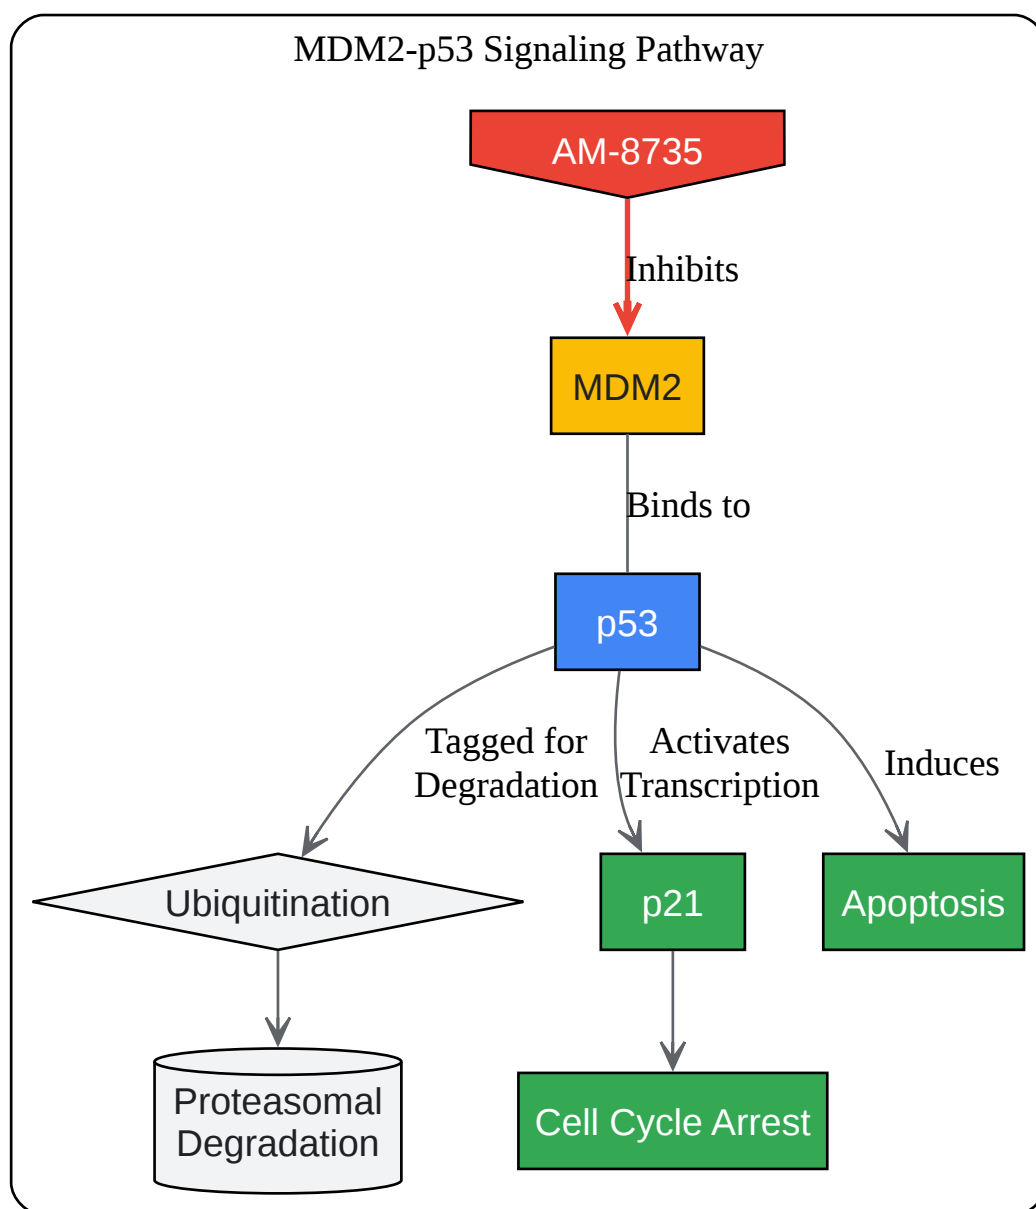 MDM2-p53 Signaling Pathway
AM-8735
Inhibits
MDM2
Binds to
p53
Tagged for
Degradation
Activates
Transcription
Induces
Ubiquitination
p21
Apoptosis
Proteasomal
Degradation
Cell Cycle Arrest